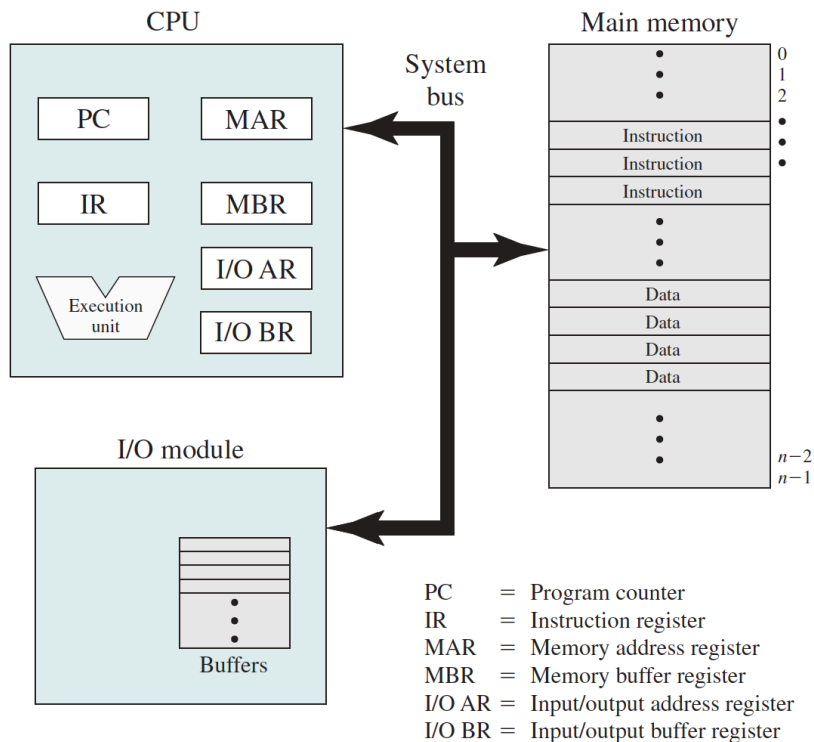 CPU
PC
MAR
IR
MBR
I/O AR
Execution
unit
I/O BR
System
bus
Main memory
0
1
2
Instruction
Instruction
Instruction
Data
Data
Data
Data
n−2
n−1
I/O module
Buffers
PC = Program counter
IR = Instruction register
MAR = Memory address register
MBR = Memory buffer register
I/O AR = Input/output address register
I/O BR = Input/output buffer register